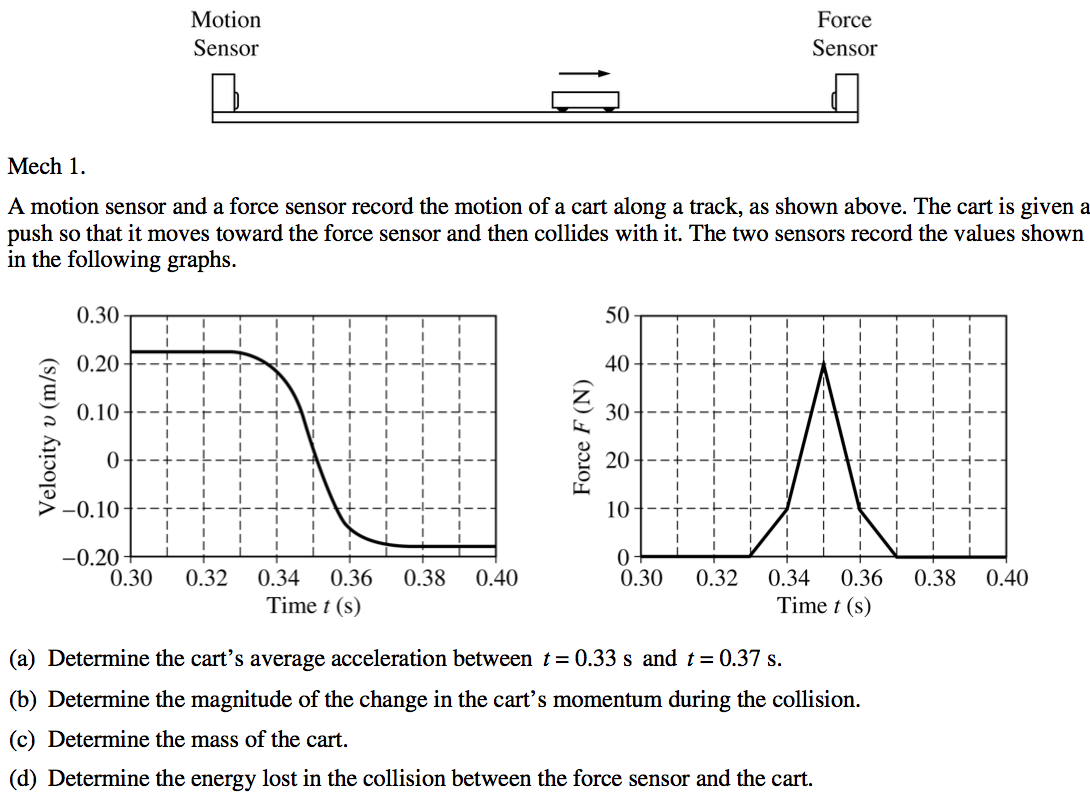 Motion
Sensor
Force
Sensor
Mech 1.
A motion sensor and a force sensor record the motion of a cart along a track, as shown above. The cart is given a
push so that it moves toward the force sensor and then collides with it. The two sensors record the values shown
in the following graphs.
Velocity υ (m/s)
0.30
0.20
0.10
0
−0.10
−0.20
0.30 0.32 0.34 0.36 0.38 0.40
Time t (s)
Force F (N)
50
40
30
20
10
0
0.30 0.32 0.34 0.36 0.38 0.40
Time t (s)
(a) Determine the cart’s average acceleration between t = 0.33 s and t = 0.37 s.
(b) Determine the magnitude of the change in the cart’s momentum during the collision.
(c) Determine the mass of the cart.
(d) Determine the energy lost in the collision between the force sensor and the cart.